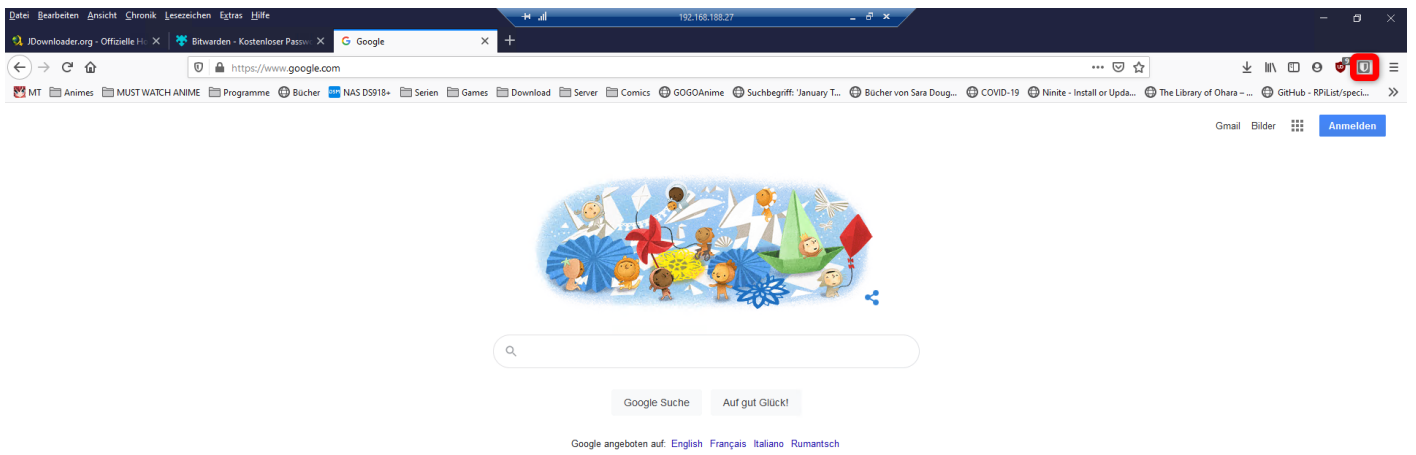 Datei Bearbeiten Ansicht Chronik Lesezeichen Extras Hilfe
192.168.188.27
JDownloader.org - Offizielle Ho
Bitwarden - Kostenloser Passwo
Google
https://www.google.com
MT Animes MUST WATCH ANIME Programme Bücher NAS DS918+ Serien Games Download Server Comics GOGOAnime Suchbegriff: 'January T... Bücher von Sara Doug... COVID-19 Ninite - Install or Upda... The Library of Ohara – ... GitHub - RPiList/speci...
Gmail Bilder Anmelden
Google Suche Auf gut Glück!
Google angeboten auf: English Français Italiano Rumantsch